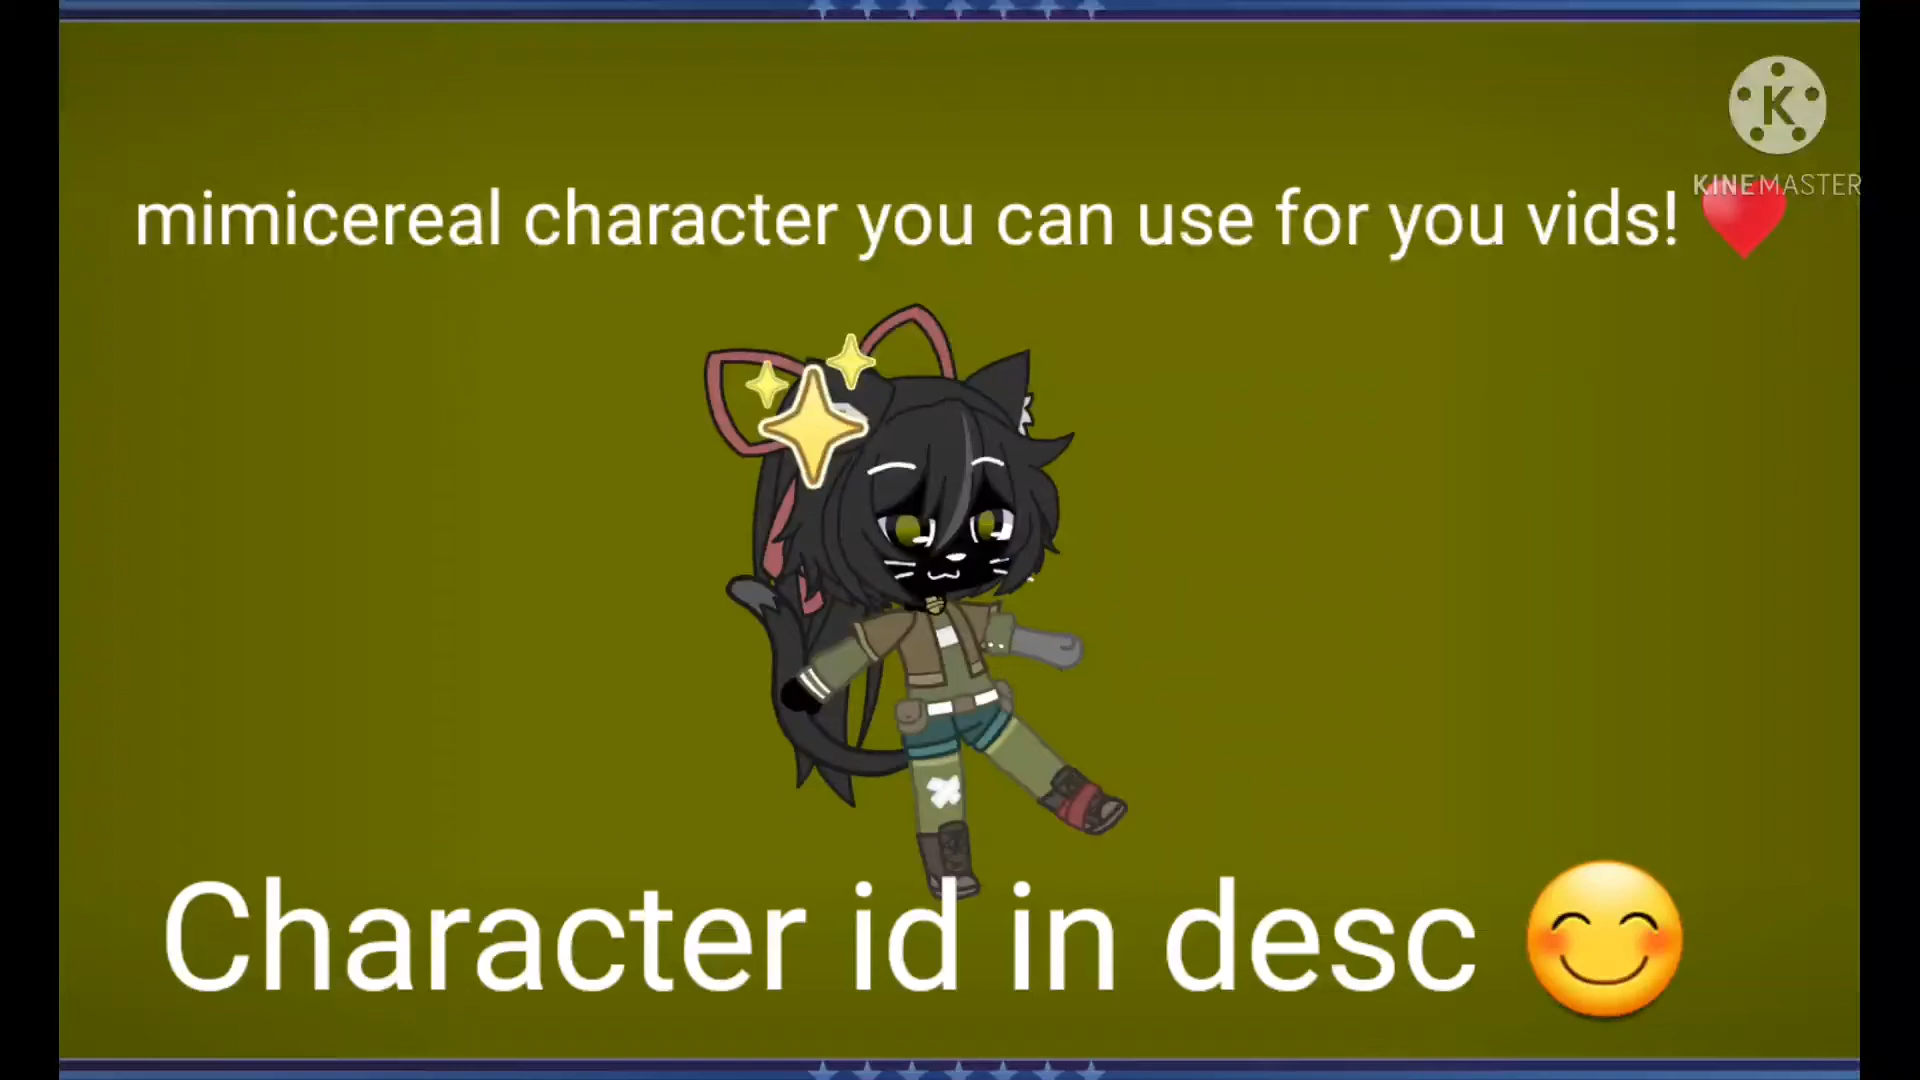 K
KINEMASTER
mimicereal character you can use for you vids! ❤️
Character id in desc 😊